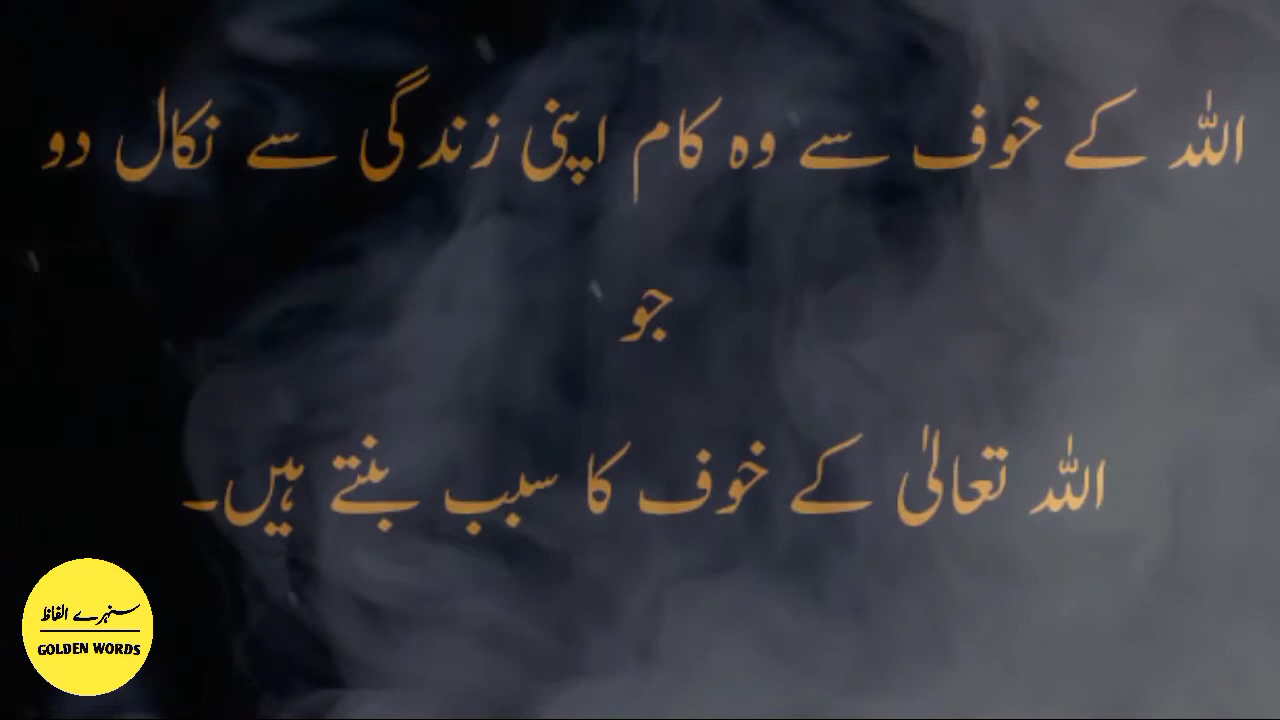 اللہ کے خوف سے وہ کام اپنی زندگی سے نکال دو
جو
اللہ تعالیٰ کے خوف کا سبب بنتے ہیں۔
سنہرے الفاظ
GOLDEN WORDS